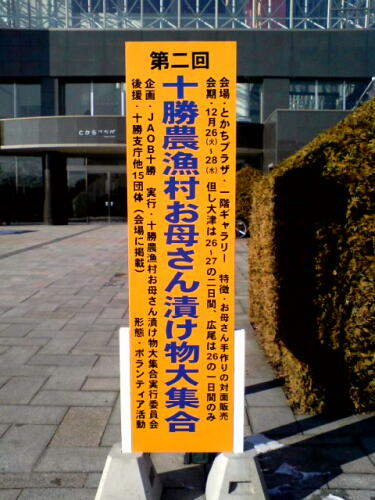 第二回
会場・とかちプラザ・一階ギャラリー 特徴・お母さん手作りの対面販売
会期・12月26(火)~28(木) 但し大津は26~27の二日間、広尾は26の一日間のみ
十勝農漁村お母さん漬け物大集合
企画・JAOB十勝 実行・十勝農漁村お母さん漬け物大集合実行委員会
後援・十勝支庁他15団体(会場に掲載) 形態・ボランティア活動
とかちプラザ